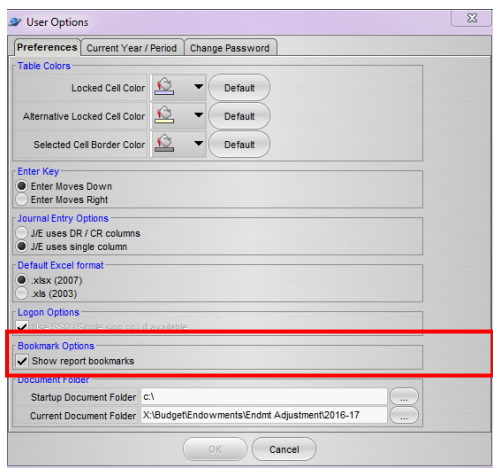 User Options
Preferences Current Year / Period Change Password
Table Colors
Locked Cell Color Default
Alternative Locked Cell Color Default
Selected Cell Border Color Default
Enter Key
Enter Moves Down
Enter Moves Right
Journal Entry Options
J/E uses DR / CR columns
J/E uses single column
Default Excel format
.xlsx (2007)
.xls (2003)
Logon Options
Use SSO (Single sign on) if available
Bookmark Options
Show report bookmarks
Document Folder
Startup Document Folder c:\ ...
Current Document Folder X:\Budget\Endowments\Endmt Adjustment\2016-17 ...
OK Cancel